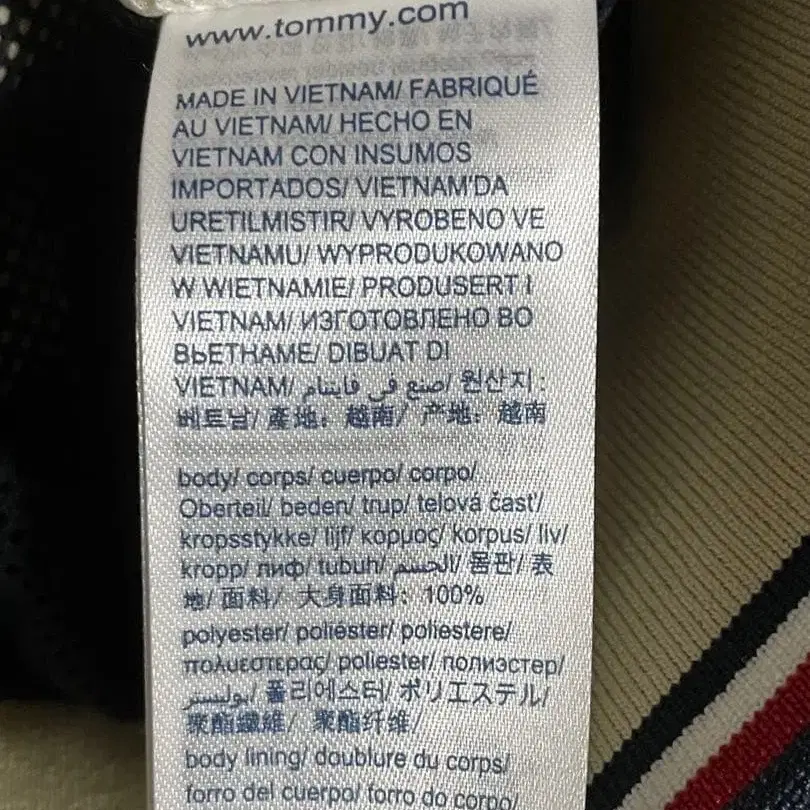 www.tommy.com
MADE IN VIETNAM/ FABRIQUÉ
AU VIETNAM/ HECHO EN
VIETNAM CON INSUMOS
IMPORTADOS/ VIETNAM'DA
URETILMISTIR/ VYROBENO VE
VIETNAMU/ WYPRODUKOWANO
W WIETNAMIE/ PRODUSERT I
VIETNAM/ ИЗГОТОВЛЕНО ВО
ВЬЕТНАМЕ/ DIBUAT DI
VIETNAM/ صنع في فايتنام/ 원산지:
베트남/ 產地: 越南/ 产地: 越南
body/ corps/ cuerpo/ corpo/
Oberteil/ beden/ trup/ telová časť/
kropsstykke/ lijf/ κορμος/ korpus/ liv/
kropp/ лиф/ tubuh/ الجسم/ 몸판/ 表
地/ 面料/ 大身面料: 100%
polyester/ poliéster/ poliestere/
πολυεστερας/ poliester/ полиэстер/
بوليستر/ 폴리에스터/ ポリエステル/
聚酯纖維/ 聚酯纤维/
body lining/ doublure du corps/
forro del cuerpo/ forro do corpo/